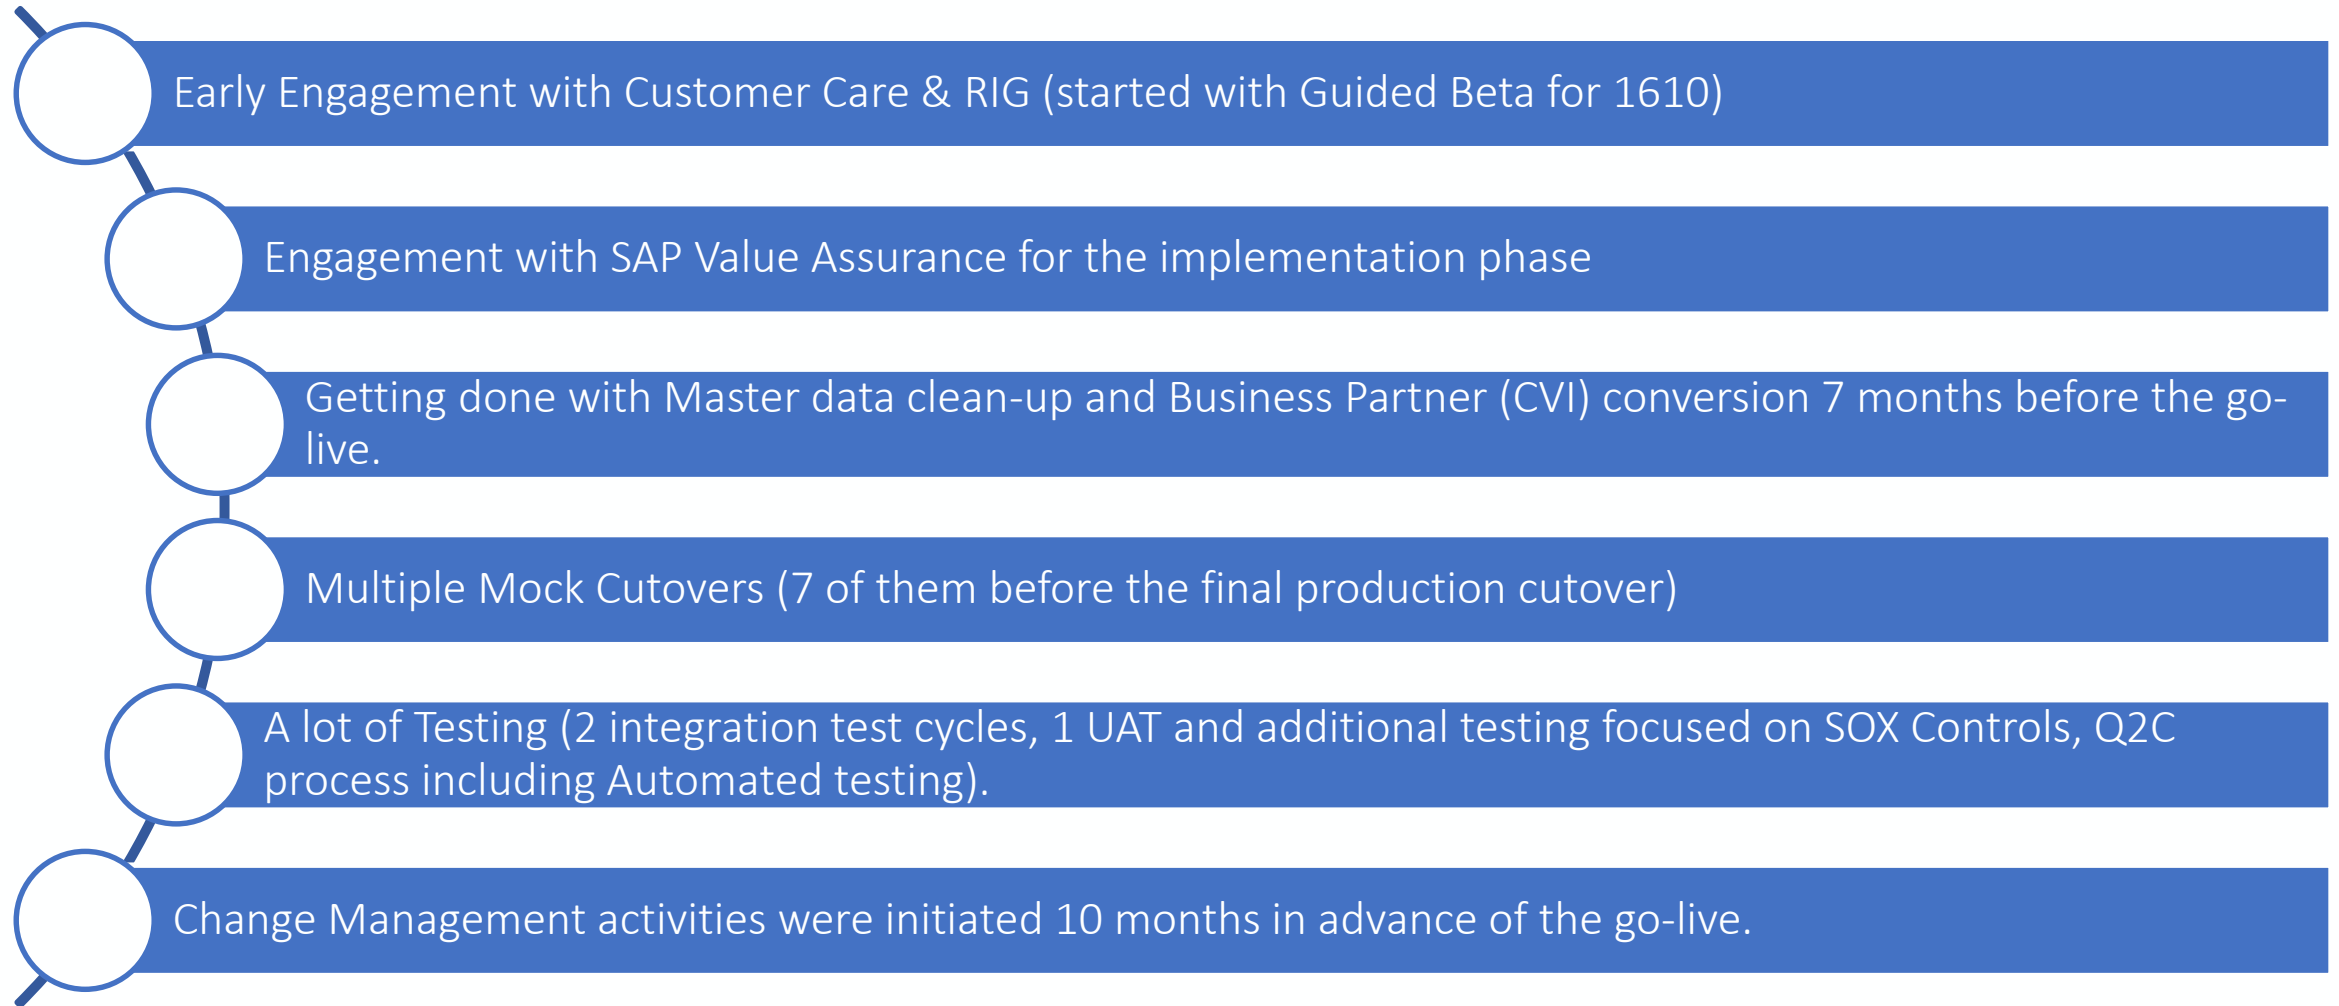 Early Engagement with Customer Care & RIG (started with Guided Beta for 1610)
Engagement with SAP Value Assurance for the implementation phase
Getting done with Master data clean-up and Business Partner (CVI) conversion 7 months before the go-
live.
Multiple Mock Cutovers (7 of them before the final production cutover)
A lot of Testing (2 integration test cycles, 1 UAT and additional testing focused on SOX Controls, Q2C
process including Automated testing).
Change Management activities were initiated 10 months in advance of the go-live.